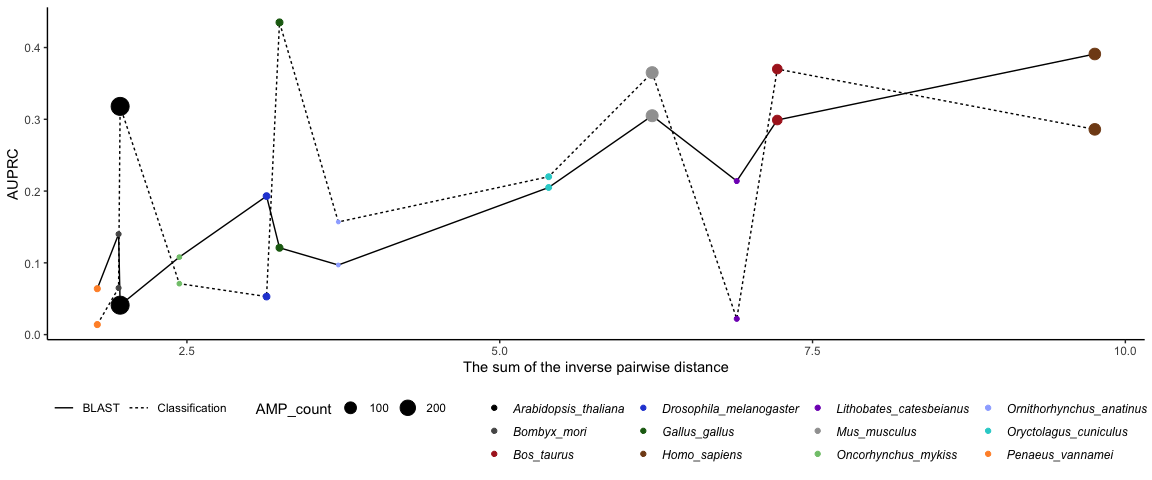 AUPRC
0.4
0.3
0.2
0.1
0.0
2.5 5.0 7.5 10.0
The sum of the inverse pairwise distance
BLAST Classification AMP_count 100 200
Arabidopsis_thaliana Drosophila_melanogaster Lithobates_catesbeianus Ornithorhynchus_anatinus
Bombyx_mori Gallus_gallus Mus_musculus Oryctolagus_cuniculus
Bos_taurus Homo_sapiens Oncorhynchus_mykiss Penaeus_vannamei